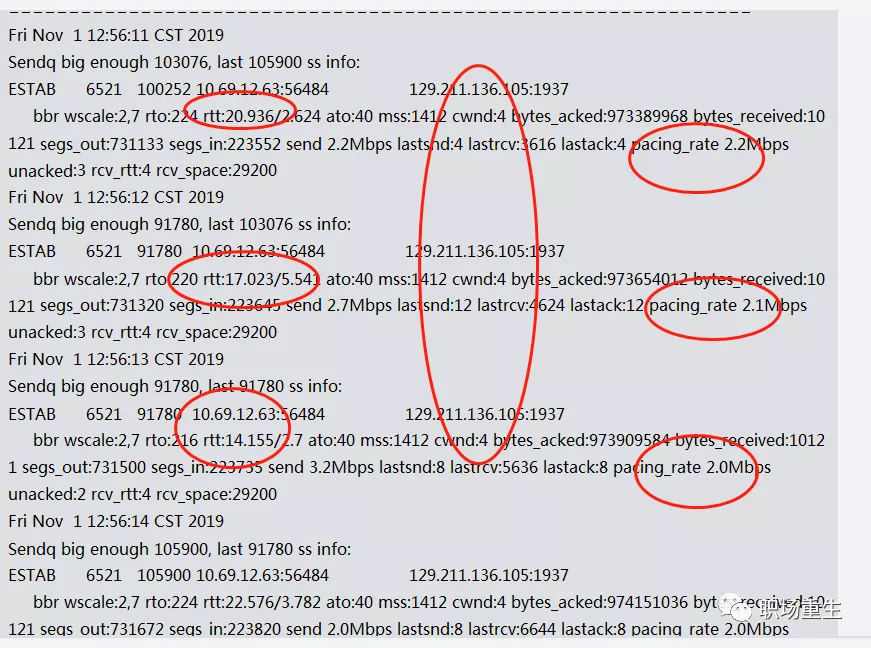 Fri Nov 1 12:56:11 CST 2019
Sendq big enough 103076, last 105900 ss info:
ESTAB 6521 100252 10.69.12.63:56484 129.211.136.105:1937
bbr wscale:2,7 rto:224 rtt:20.936/2.624 ato:40 mss:1412 cwnd:4 bytes_acked:973389968 bytes_received:10
121 segs_out:731133 segs_in:223552 send 2.2Mbps lastsnd:4 lastrcv:3616 lastack:4 pacing_rate 2.2Mbps
unacked:3 rcv_rtt:4 rcv_space:29200
Fri Nov 1 12:56:12 CST 2019
Sendq big enough 91780, last 103076 ss info:
ESTAB 6521 91780 10.69.12.63:56484 129.211.136.105:1937
bbr wscale:2,7 rto:220 rtt:17.023/5.541 ato:40 mss:1412 cwnd:4 bytes_acked:973654012 bytes_received:10
121 segs_out:731320 segs_in:223645 send 2.7Mbps lastsnd:12 lastrcv:4624 lastack:12 pacing_rate 2.1Mbps
unacked:3 rcv_rtt:4 rcv_space:29200
Fri Nov 1 12:56:13 CST 2019
Sendq big enough 91780, last 91780 ss info:
ESTAB 6521 91780 10.69.12.63:56484 129.211.136.105:1937
bbr wscale:2,7 rto:216 rtt:14.155/2.7 ato:40 mss:1412 cwnd:4 bytes_acked:973909584 bytes_received:1012
1 segs_out:731500 segs_in:223735 send 3.2Mbps lastsnd:8 lastrcv:5636 lastack:8 pacing_rate 2.0Mbps
unacked:2 rcv_rtt:4 rcv_space:29200
Fri Nov 1 12:56:14 CST 2019
Sendq big enough 105900, last 91780 ss info:
ESTAB 6521 105900 10.69.12.63:56484 129.211.136.105:1937
bbr wscale:2,7 rto:224 rtt:22.576/3.782 ato:40 mss:1412 cwnd:4 bytes_acked:974151036 bytes_received:10
121 segs_out:731672 segs_in:223820 send 2.0Mbps lastsnd:8 lastrcv:6644 lastack:8 pacing_rate 2.0Mbps
职场重生